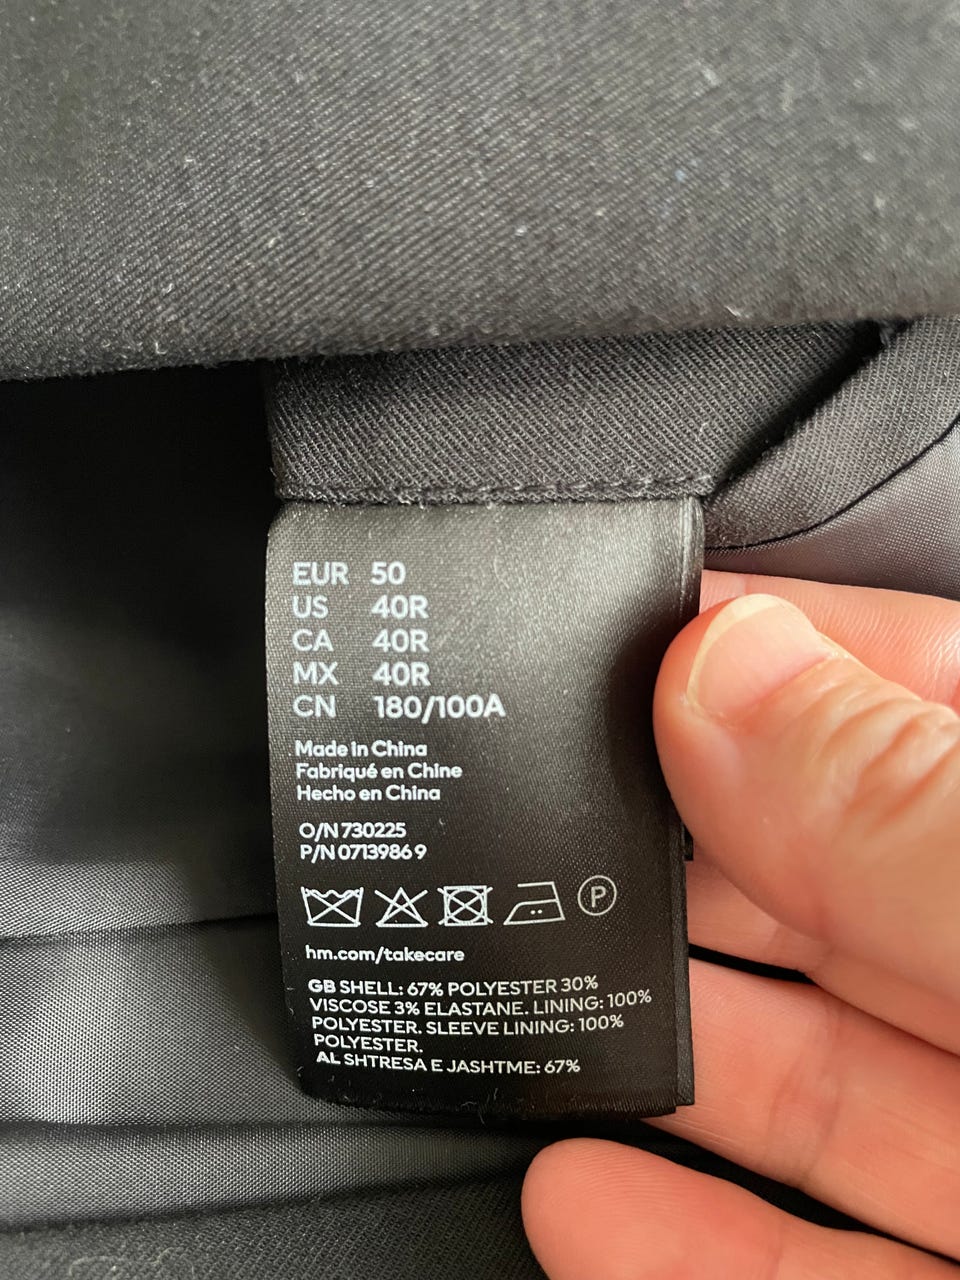 EUR 50
US 40R
CA 40R
MX 40R
CN 180/100A
Made in China
Fabriqué en Chine
Hecho en China
O/N 730225
P/N 0713986 9
P
hm.com/takecare
GB SHELL: 67% POLYESTER 30%
VISCOSE 3% ELASTANE. LINING: 100%
POLYESTER. SLEEVE LINING: 100%
POLYESTER.
AL SHTRESA E JASHTME: 67%